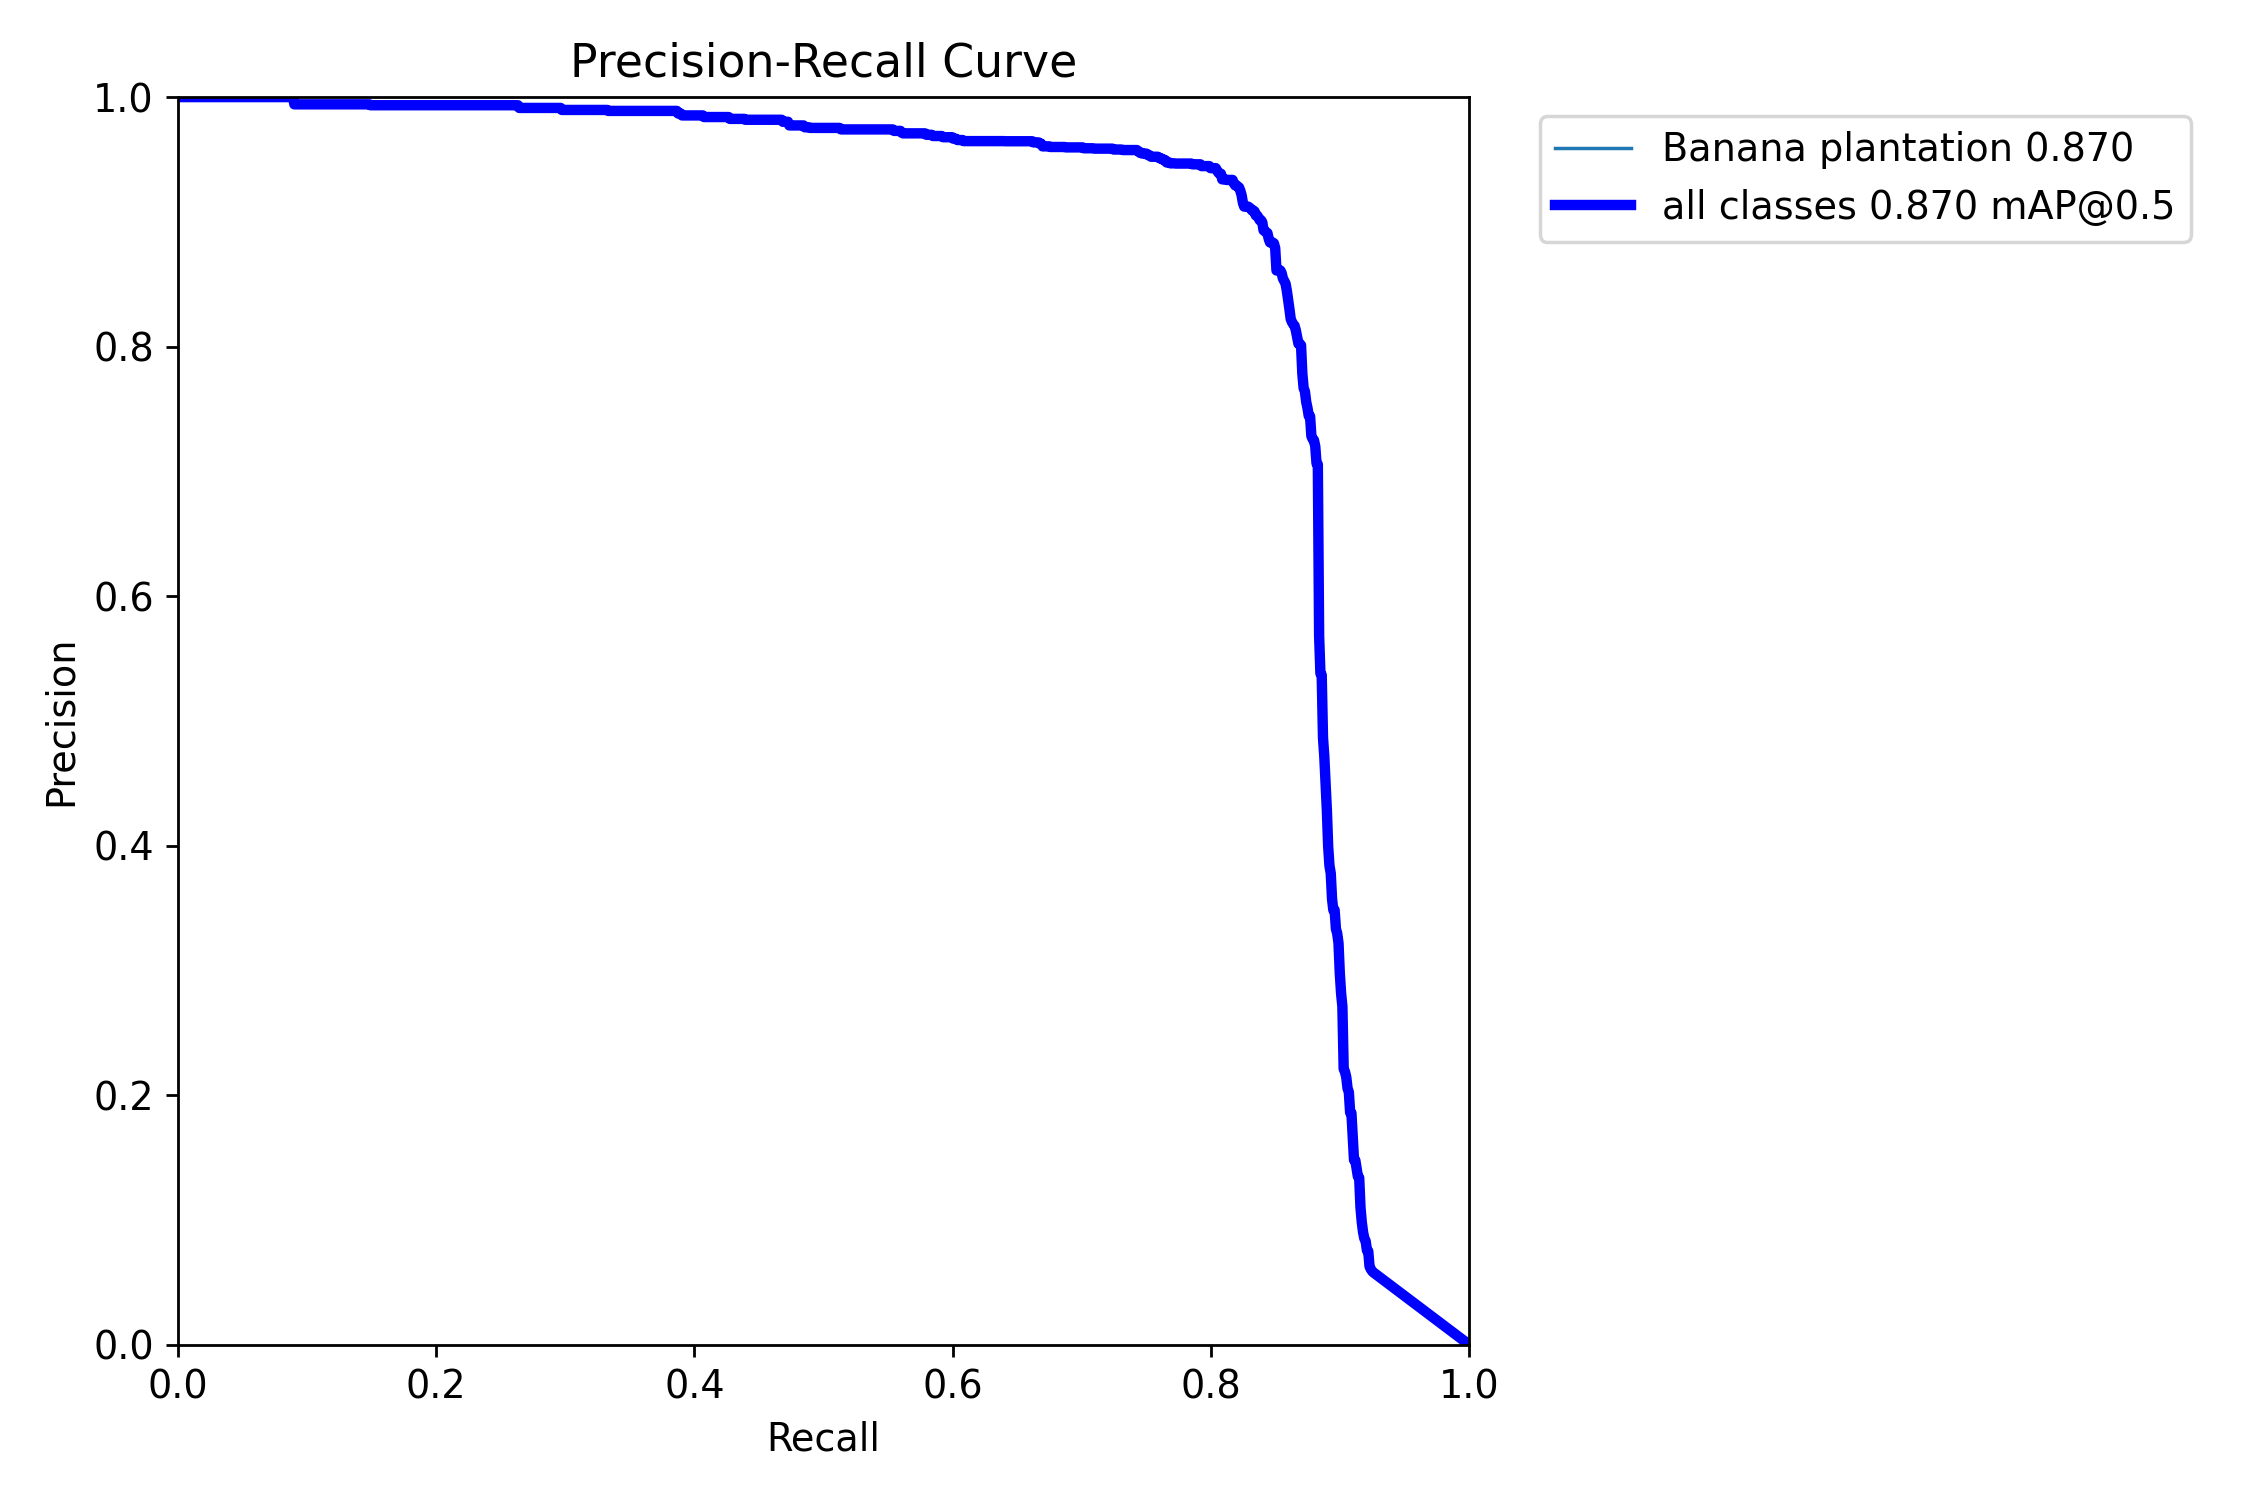 Precision-Recall Curve
Banana plantation 0.870
all classes 0.870 mAP@0.5
1.0
0.8
0.6
0.4
0.2
0.0
Precision
0.0 0.2 0.4 0.6 0.8 1.0
Recall